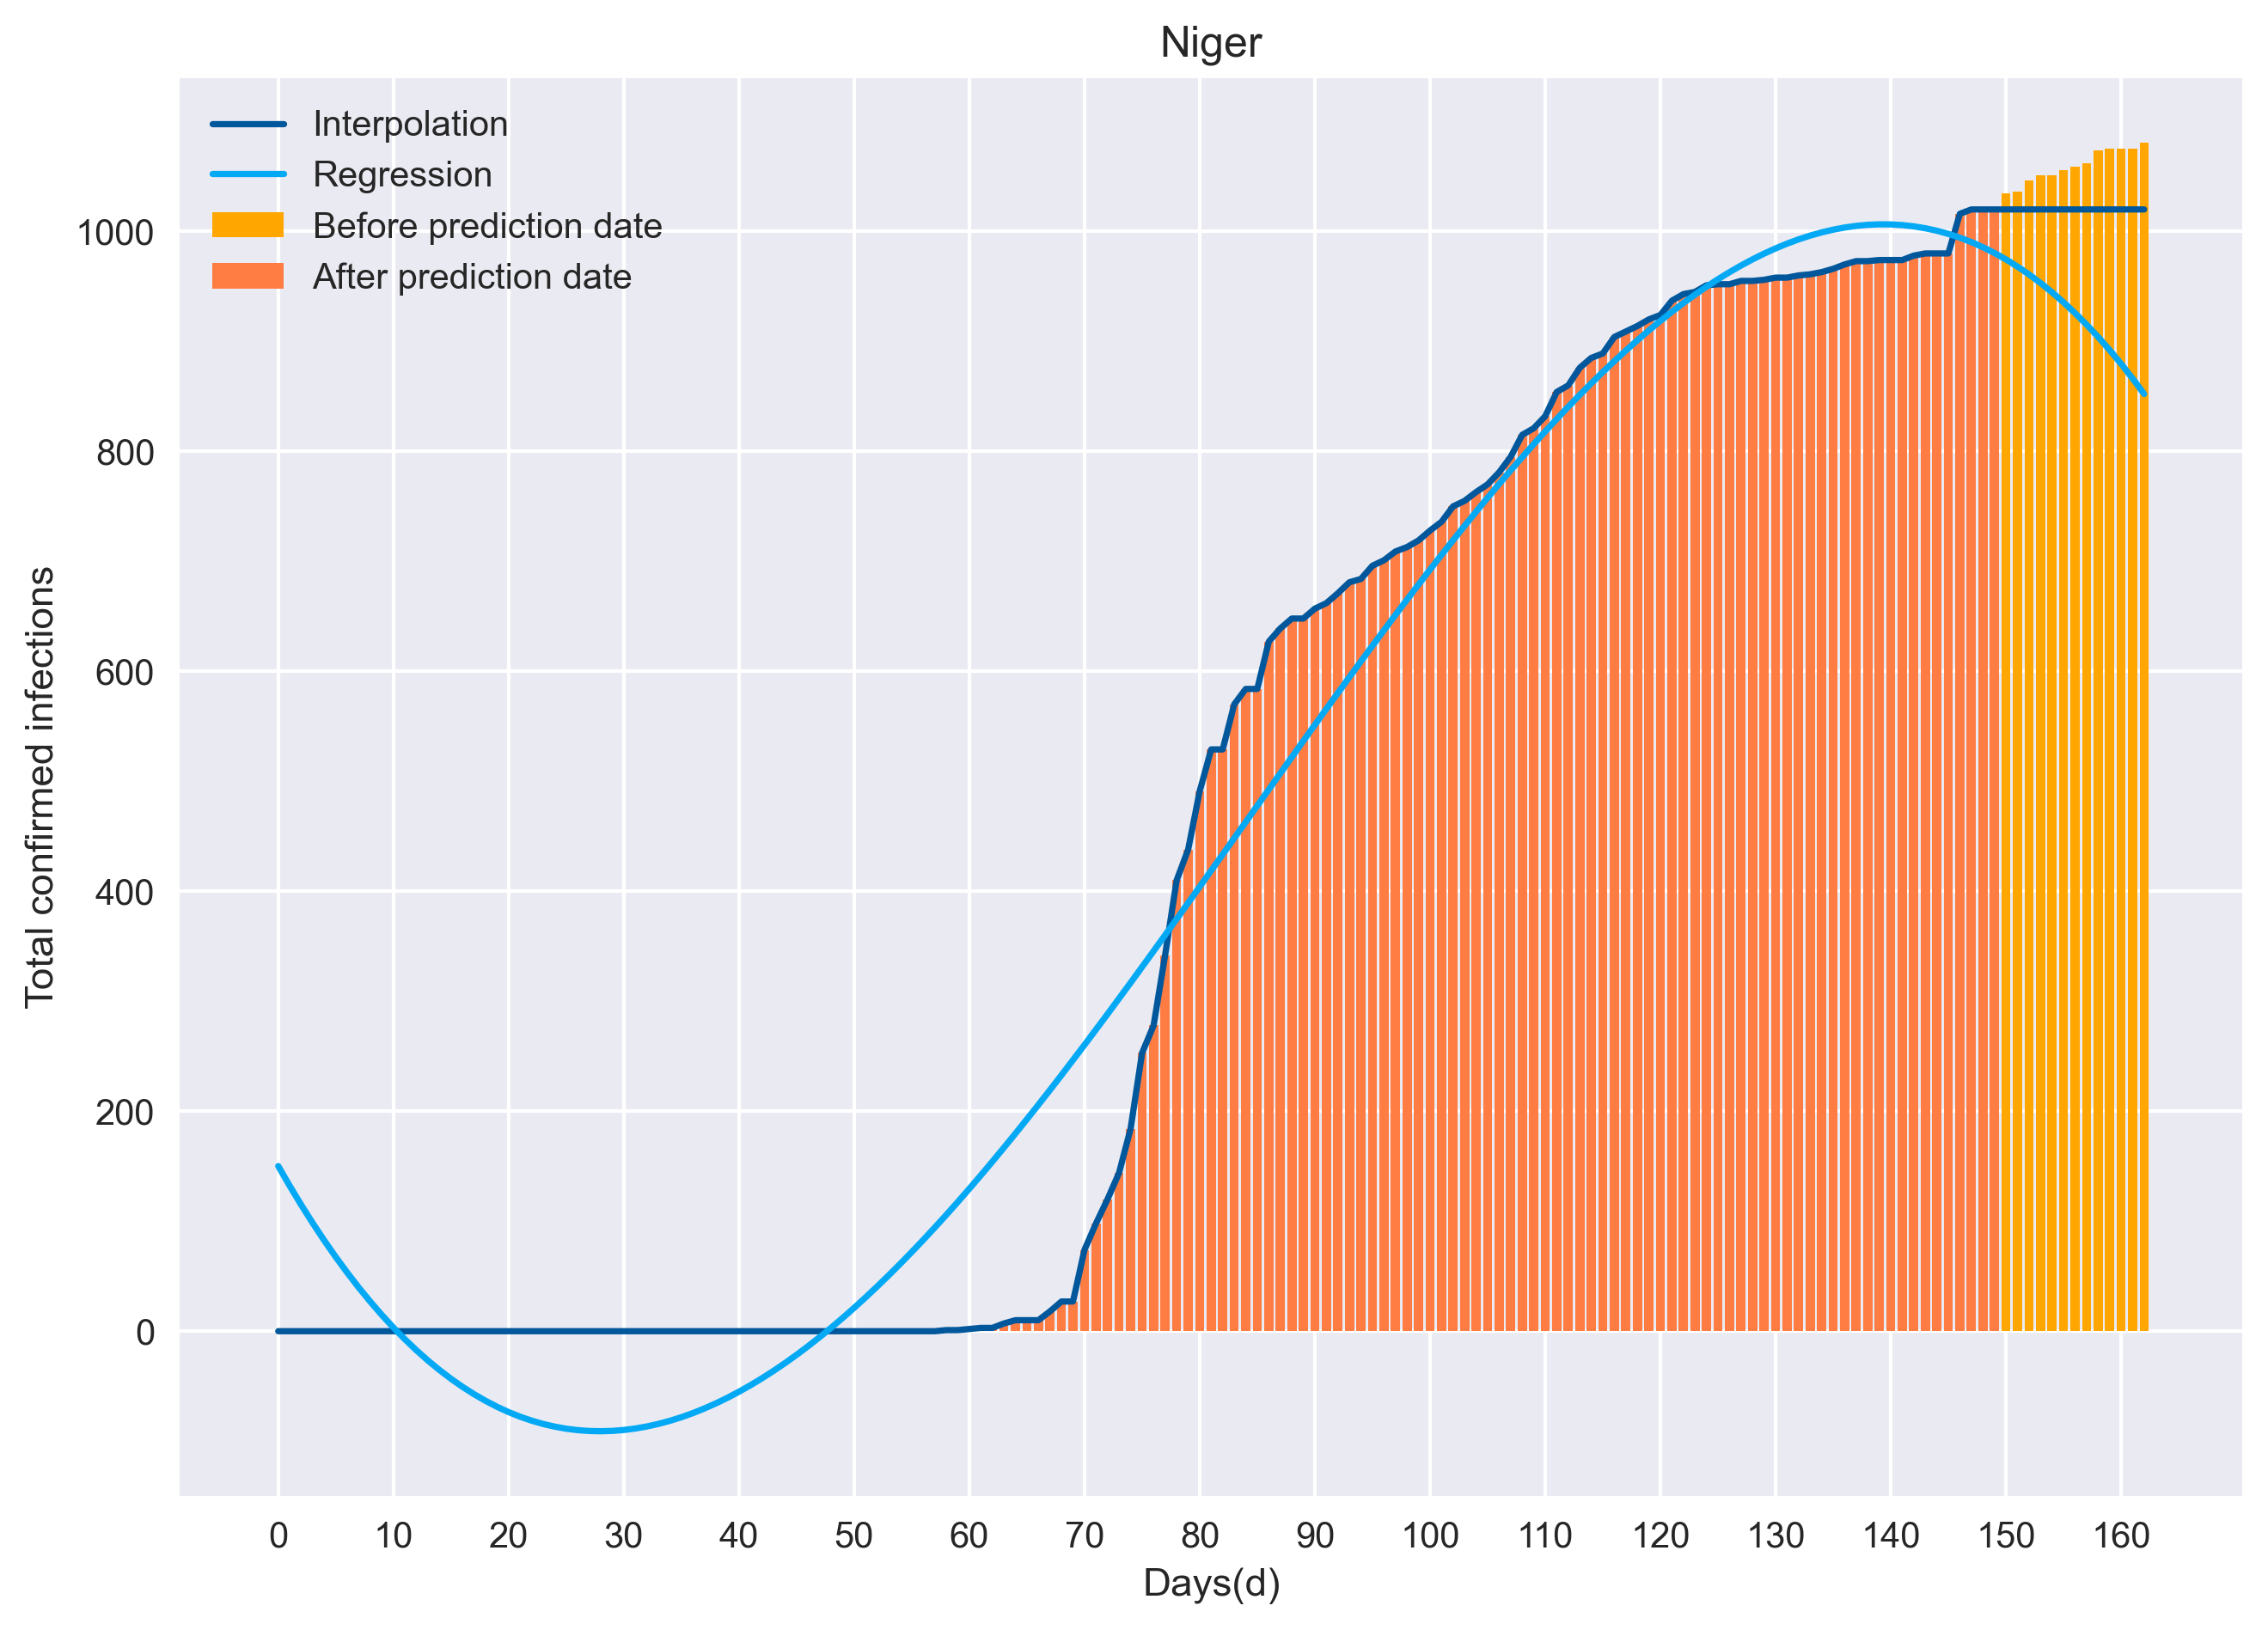 Niger
Interpolation
Regression
Before prediction date
After prediction date
1000
800
600
400
200
0
Total confirmed infections
0 10 20 30 40 50 60 70 80 90 100 110 120 130 140 150 160
Days(d)